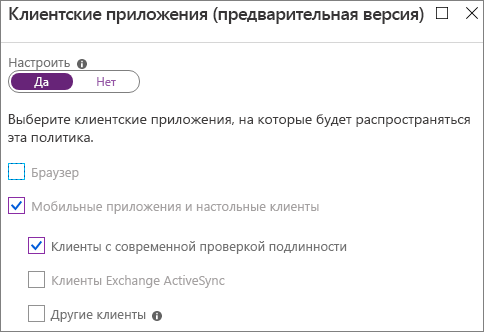 Клиентские приложения (предварительная версия)
Настроить
Да Нет
Выберите клиентские приложения, на которые будет распространяться
эта политика.
Браузер
Мобильные приложения и настольные клиенты
Клиенты с современной проверкой подлинности
Клиенты Exchange ActiveSync
Другие клиенты